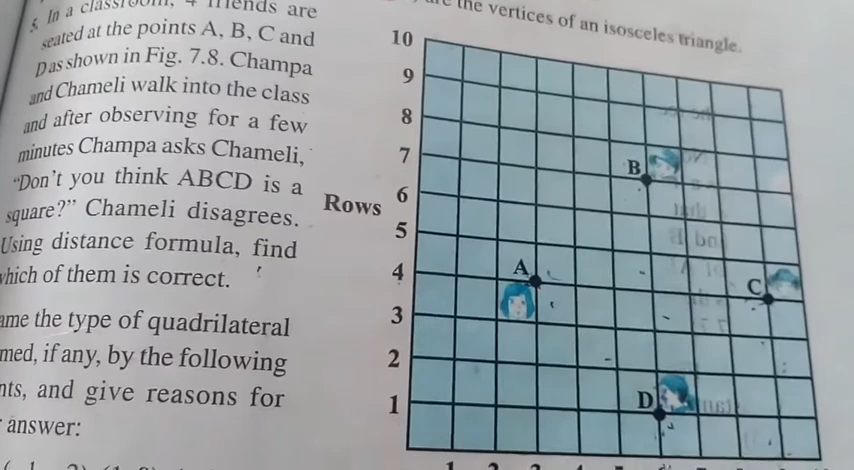 5. In a classroom, 4 friends are
seated at the points A, B, C and
D as shown in Fig. 7.8. Champa
and Chameli walk into the class
and after observing for a few
minutes Champa asks Chameli,
"Don't you think ABCD is a
square?" Chameli disagrees.
Using distance formula, find
which of them is correct.
ame the type of quadrilateral
med, if any, by the following
nts, and give reasons for
answer:
the vertices of an isosceles triangle.
10
9
8
7
6
5
4
3
2
1
Rows
B
A
C
D